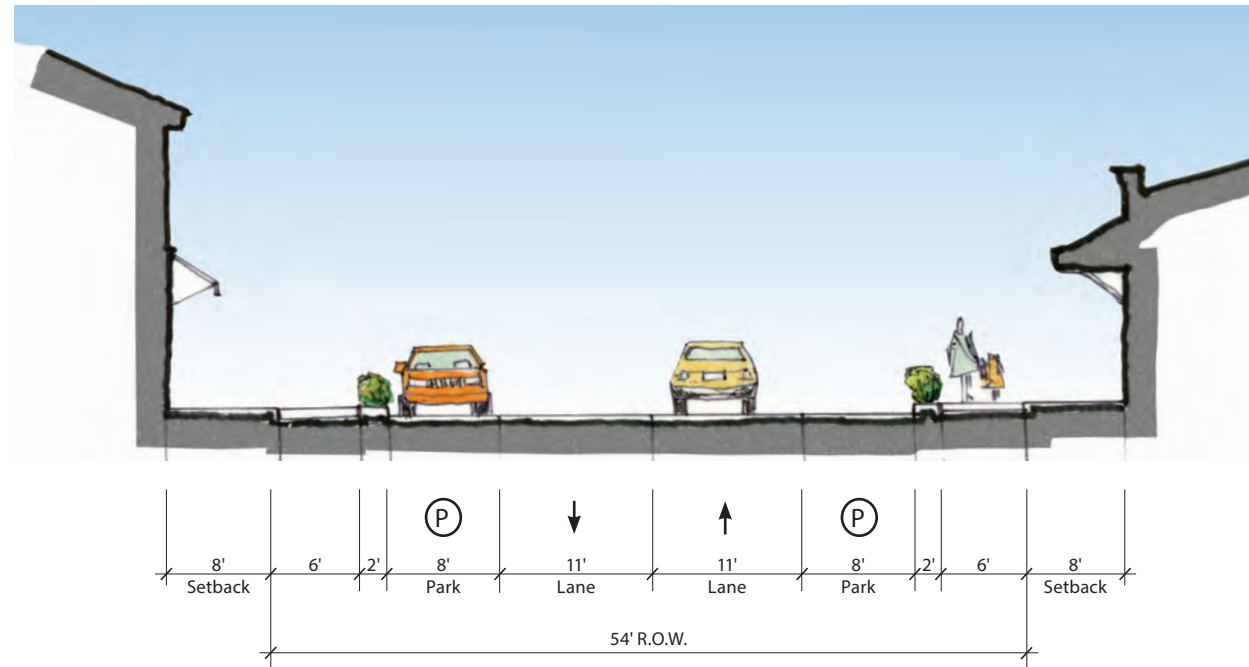 P P
8' 6' 2' 8' 11' 11' 8' 2' 6' 8'
Setback Park Lane Lane Park Setback
54' R.O.W.